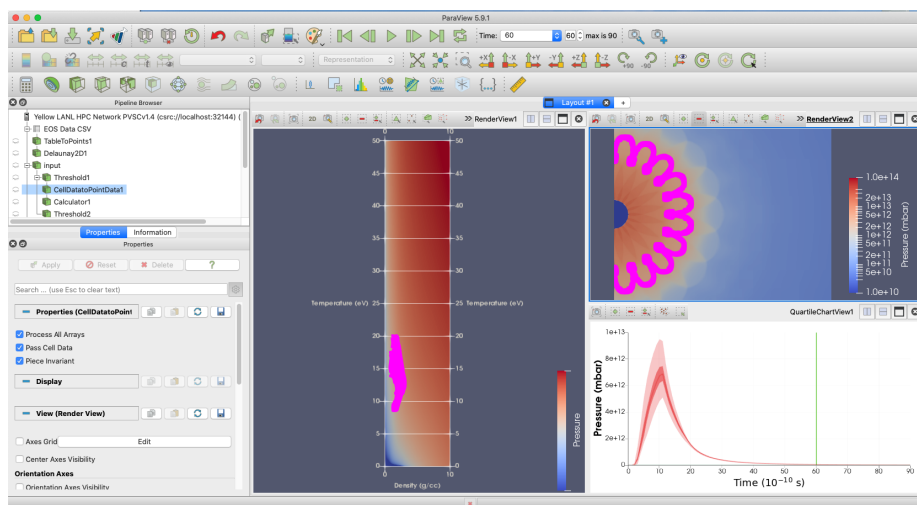 ParaView 5.9.1
Time: 60 60 max is 90
Representation
+X -X +Y -Y +Z -Z +90 -90
Pipeline Browser
Yellow LANL HPC Network PVSCv1.4 (csrc://localhost:32144) (
EOS Data CSV
TableToPoints1
Delaunay2D1
input
Threshold1
CellDatatoPointData1
Calculator1
Threshold2
Properties Information
Properties
Apply Reset Delete ?
Search ... (use Esc to clear text)
Properties (CellDatatoPoint
Process All Arrays
Pass Cell Data
Piece Invariant
Display
View (Render View)
Axes Grid Edit
Center Axes Visibility
Orientation Axes
Orientation Axes Visibility
Layout #1 +
2D 3D RenderView1
0 10
50 50
45 45
40 40
35 35
30 30
Temperature (eV) 25 25 Temperature (eV)
20 20
15 15
10 10
5 5
0 0
0 10
Density (g/cc)
Pressure
2D 3D RenderView2
1.0e+14
2e+13
1e+13
5e+12
2e+12
1e+12
5e+11
2e+11
1e+11
5e+10
1.0e+10
Pressure (mbar)
QuartileChartView1
1e+13
8e+12
6e+12
4e+12
2e+12
0
Pressure (mbar)
0 10 20 30 40 50 60 70 80 90
Time (10⁻¹⁰ s)